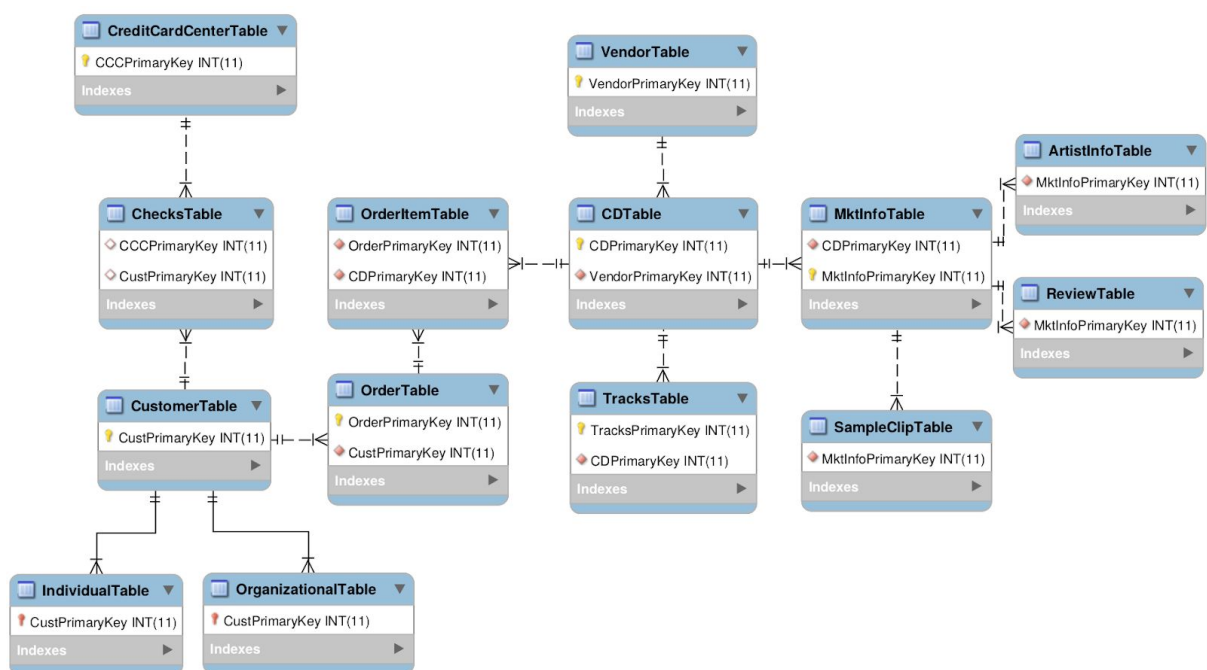 CreditCardCenterTable
CCCPrimaryKey INT(11)
Indexes
VendorTable
VendorPrimaryKey INT(11)
Indexes
ArtistInfoTable
MktInfoPrimaryKey INT(11)
Indexes
ChecksTable
CCCPrimaryKey INT(11)
CustPrimaryKey INT(11)
Indexes
OrderItemTable
OrderPrimaryKey INT(11)
CDPrimaryKey INT(11)
Indexes
CDTable
CDPrimaryKey INT(11)
VendorPrimaryKey INT(11)
Indexes
MktInfoTable
CDPrimaryKey INT(11)
MktInfoPrimaryKey INT(11)
Indexes
ReviewTable
MktInfoPrimaryKey INT(11)
Indexes
CustomerTable
CustPrimaryKey INT(11)
Indexes
OrderTable
OrderPrimaryKey INT(11)
CustPrimaryKey INT(11)
Indexes
TracksTable
TracksPrimaryKey INT(11)
CDPrimaryKey INT(11)
Indexes
SampleClipTable
MktInfoPrimaryKey INT(11)
Indexes
IndividualTable
CustPrimaryKey INT(11)
Indexes
OrganizationalTable
CustPrimaryKey INT(11)
Indexes